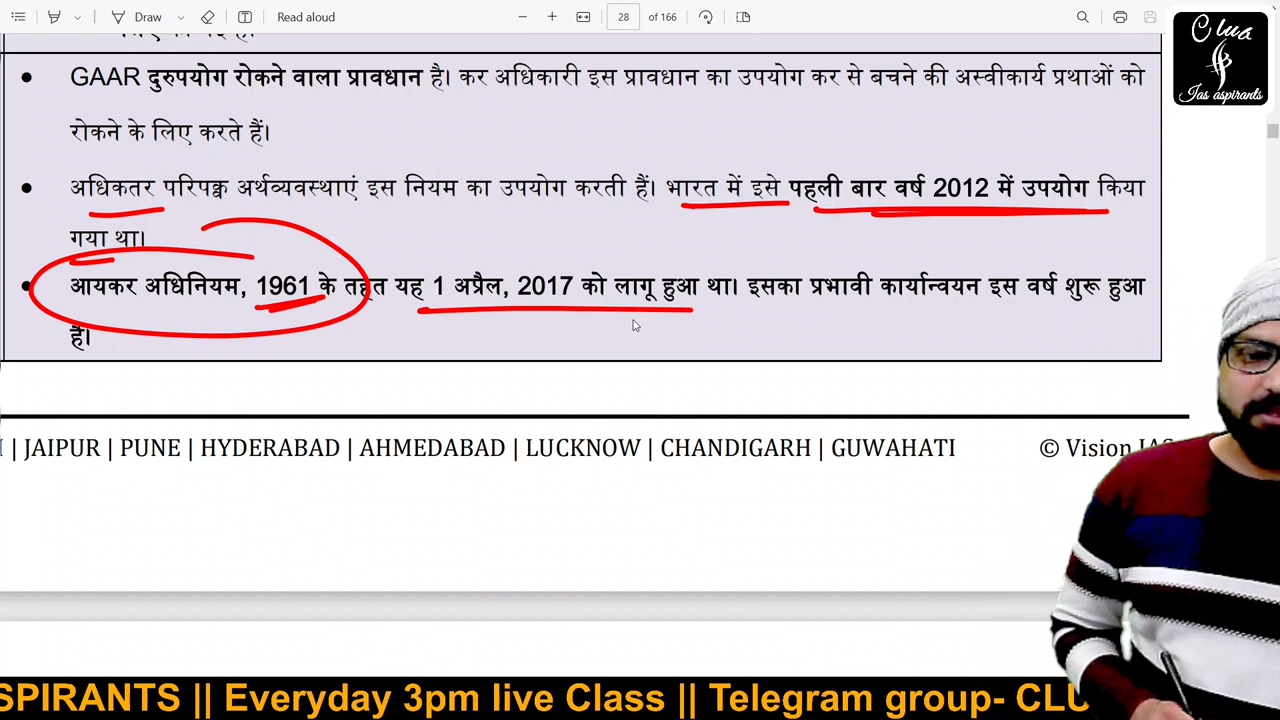 Draw
Read aloud
28
of 166
Clua
Ias aspirants
GAAR दुरुपयोग रोकने वाला प्रावधान है। कर अधिकारी इस प्रावधान का उपयोग कर से बचने की अस्वीकार्य प्रथाओं को
रोकने के लिए करते हैं।
अधिकतर परिपक्व अर्थव्यवस्थाएं इस नियम का उपयोग करती हैं। भारत में इसे पहली बार वर्ष 2012 में उपयोग किया
गया था।
आयकर अधिनियम, 1961 के तहत यह 1 अप्रैल, 2017 को लागू हुआ था। इसका प्रभावी कार्यान्वयन इस वर्ष शुरू हुआ
है।
| JAIPUR | PUNE | HYDERABAD | AHMEDABAD | LUCKNOW | CHANDIGARH | GUWAHATI
© Vision IAS
SPIRANTS || Everyday 3pm live Class || Telegram group- CLU